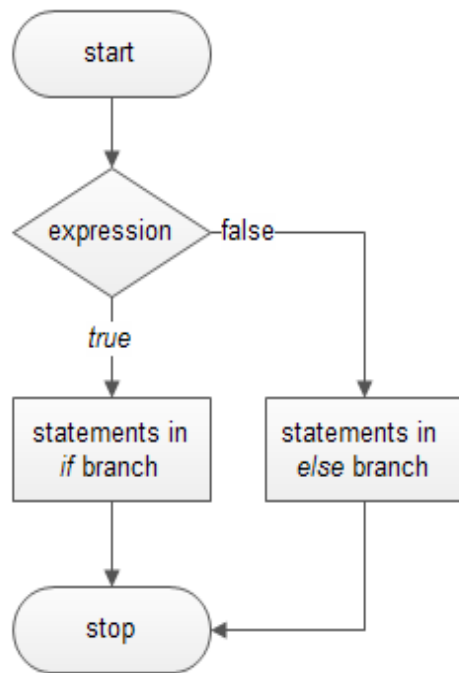 start
expression
false
true
statements in
if branch
statements in
else branch
stop